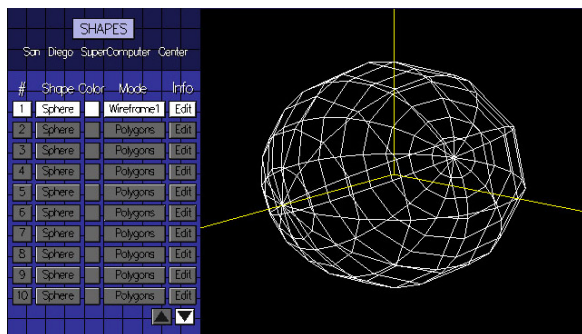 SHAPES
San Diego SuperComputer Center
# Shape Color Mode Info
1 Sphere Wireframe1 Edit
2 Sphere Polygons Edit
3 Sphere Polygons Edit
4 Sphere Polygons Edit
5 Sphere Polygons Edit
6 Sphere Polygons Edit
7 Sphere Polygons Edit
8 Sphere Polygons Edit
9 Sphere Polygons Edit
10 Sphere Polygons Edit